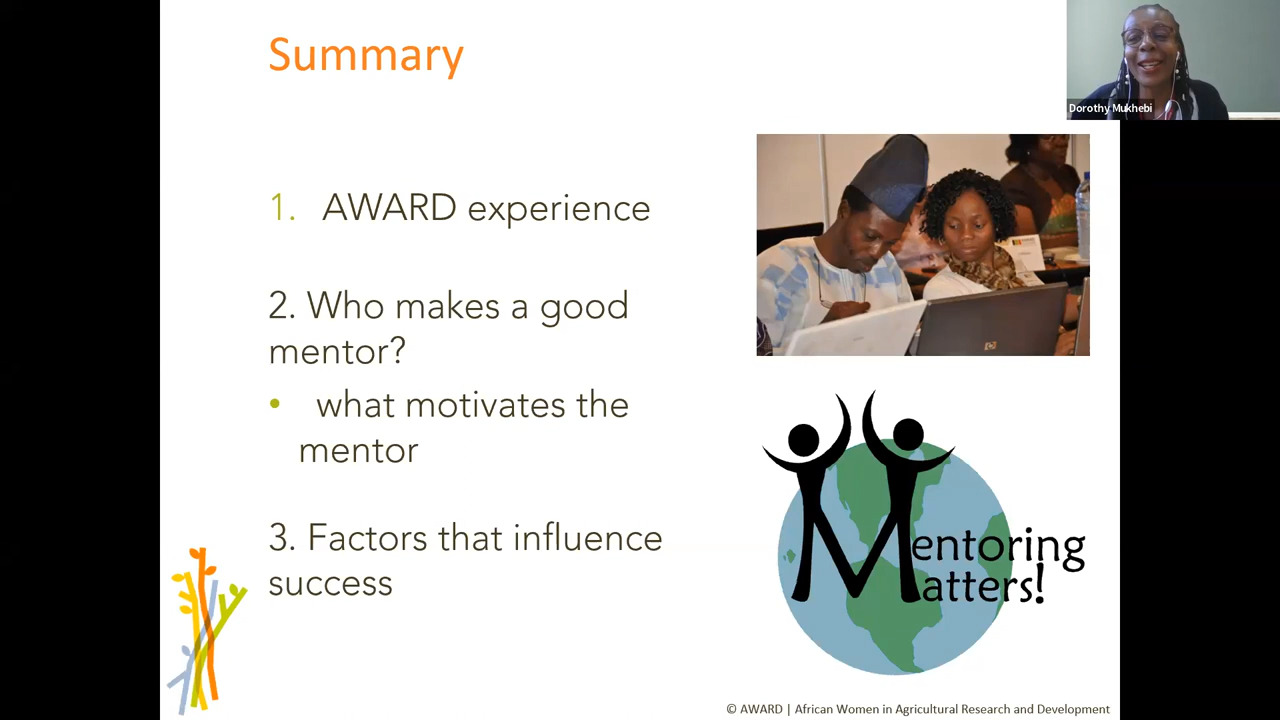 Summary
Dorothy Mukhebi
1. AWARD experience
2. Who makes a good
mentor?
• what motivates the
mentor
3. Factors that influence
success
hp
Mentoring
Matters!
© AWARD | African Women in Agricultural Research and Development